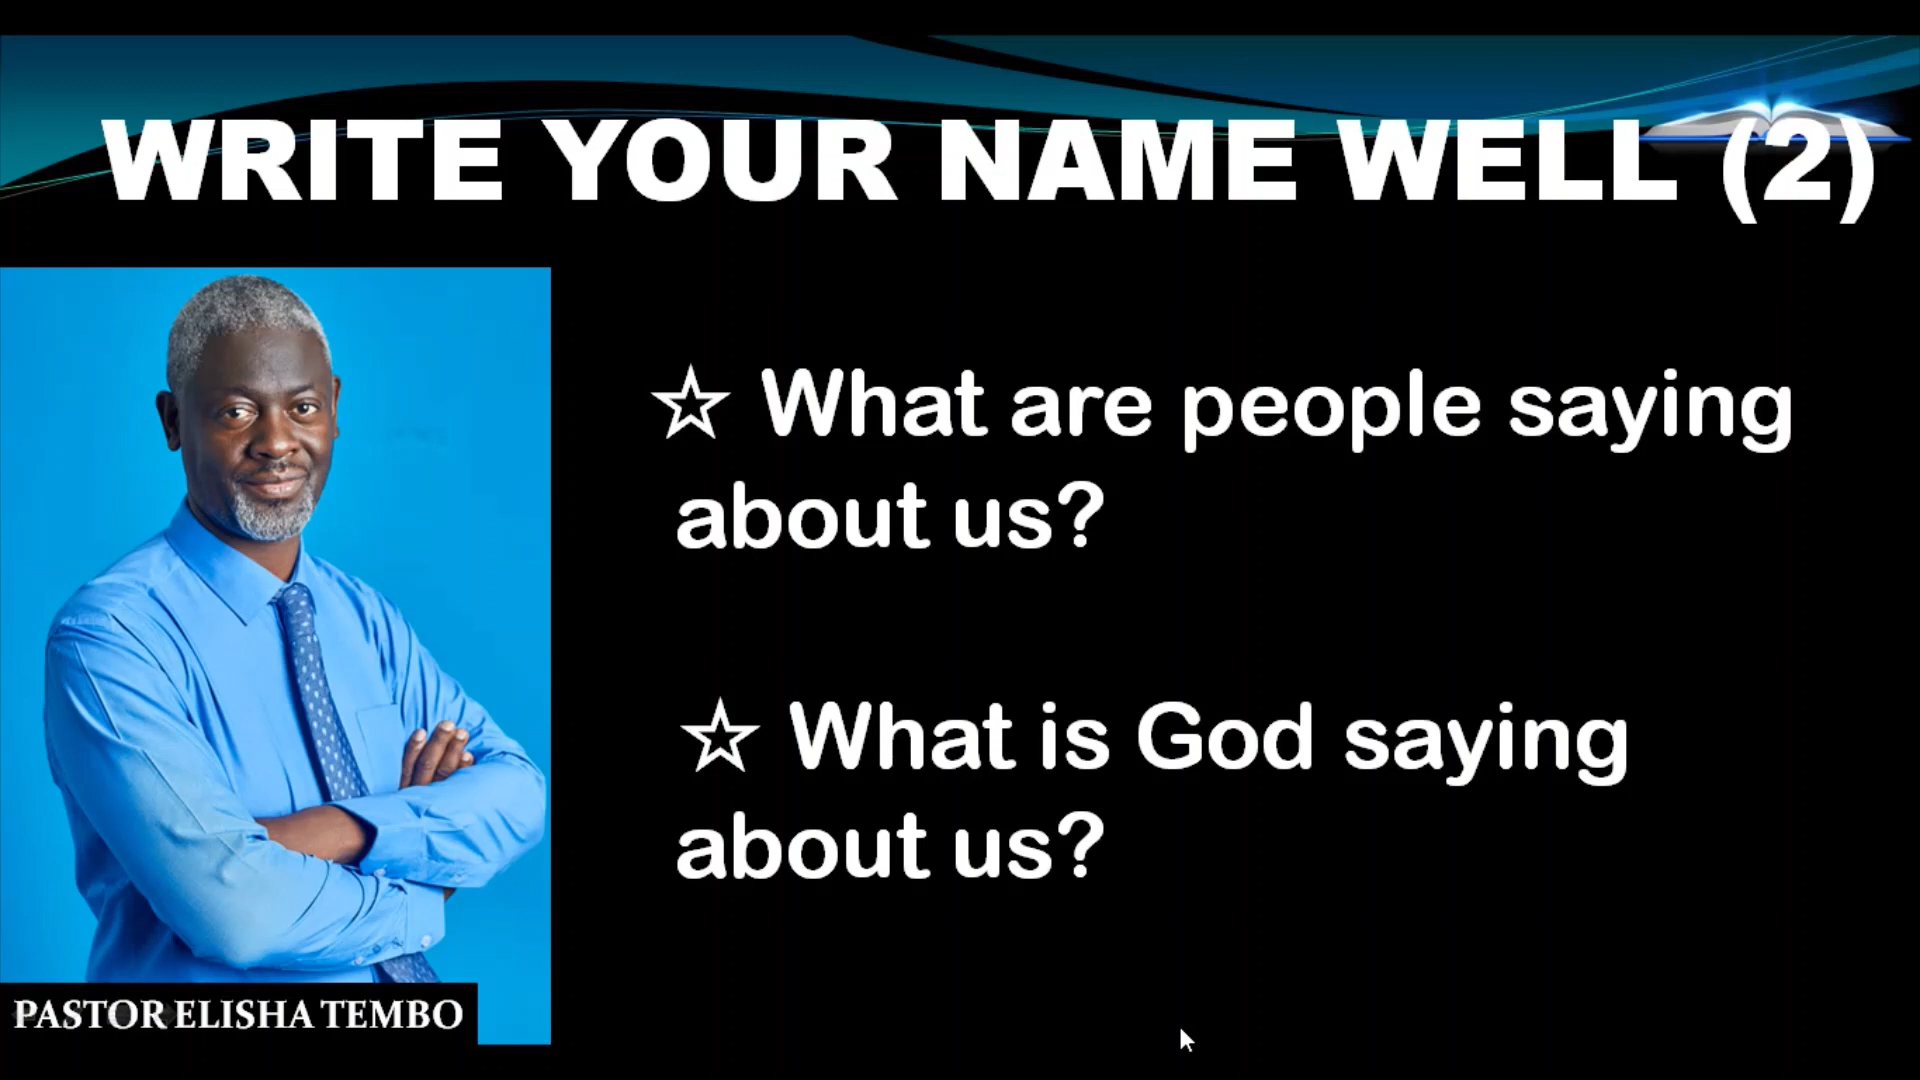 WRITE YOUR NAME WELL (2)
☆ What are people saying
about us?
☆ What is God saying
about us?
PASTOR ELISHA TEMBO